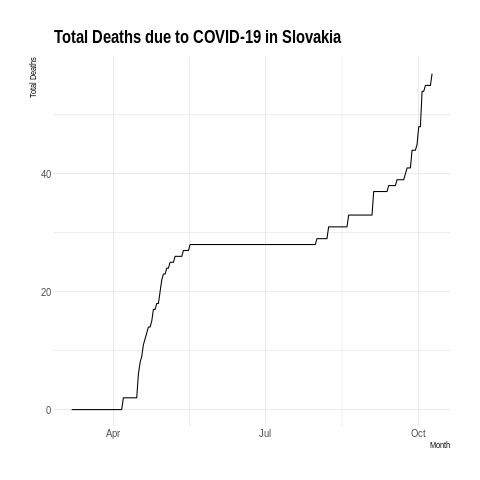 Total Deaths due to COVID-19 in Slovakia
Total Deaths
40
20
0
Apr
Jul
Oct
Month